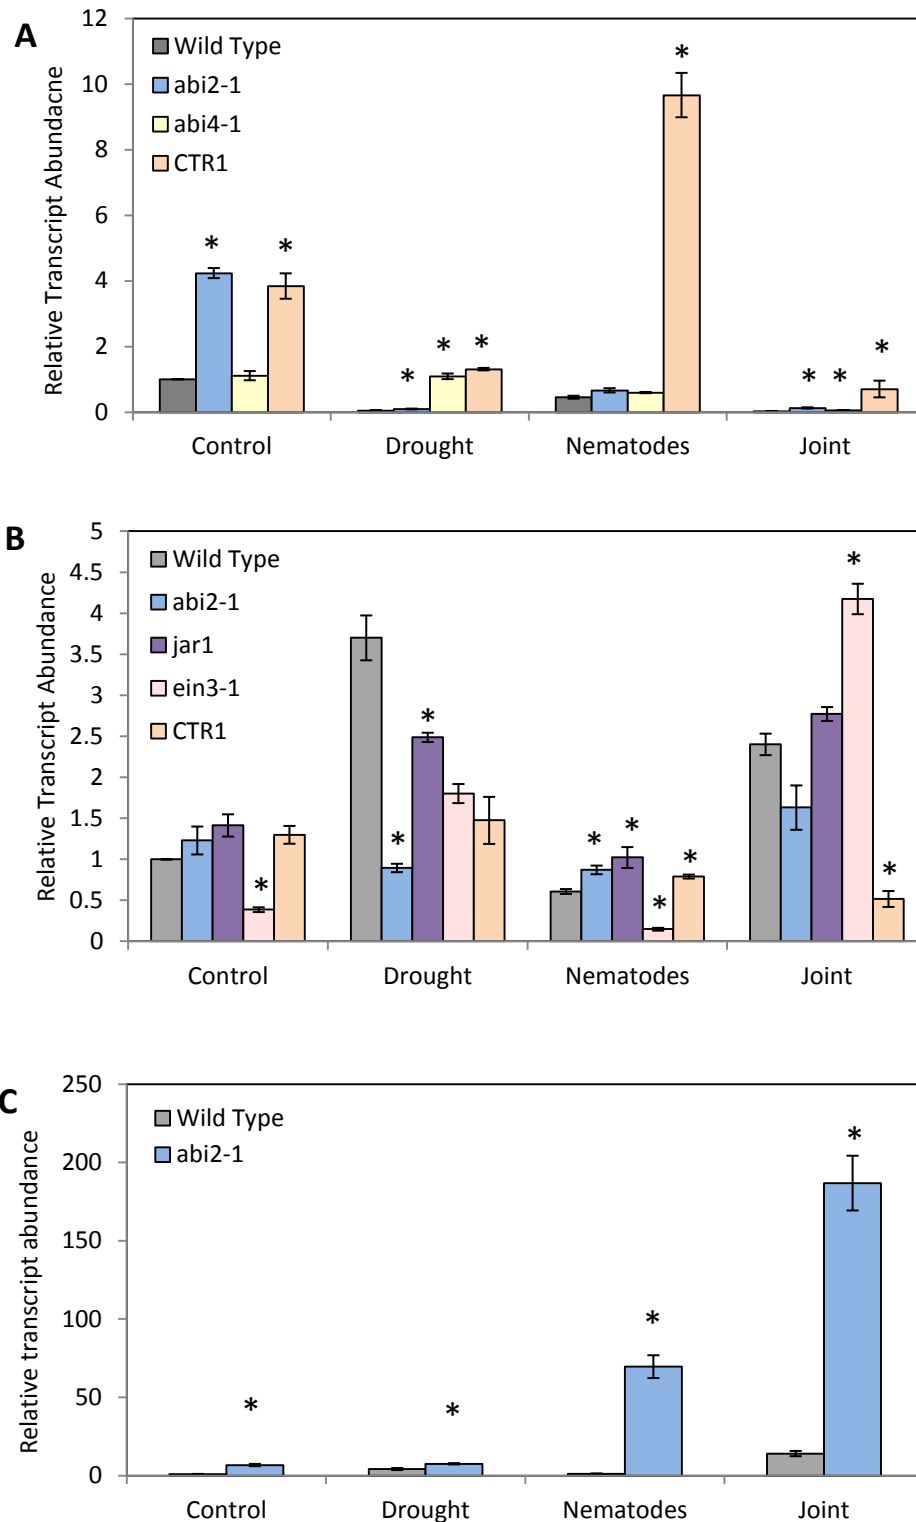 A
Relative Transcript Abundacne
12
10
8
6
4
2
0
Wild Type
abi2-1
abi4-1
CTR1
* * * * * * * * *
Control Drought Nematodes Joint
B
Relative Transcript Abundance
5
4.5
4
3.5
3
2.5
2
1.5
1
0.5
0
Wild Type
abi2-1
jar1
ein3-1
CTR1
* * * * * * * * *
Control Drought Nematodes Joint
C
Relative transcript abundance
250
200
150
100
50
0
Wild Type
abi2-1
* * * *
Control Drought Nematodes Joint